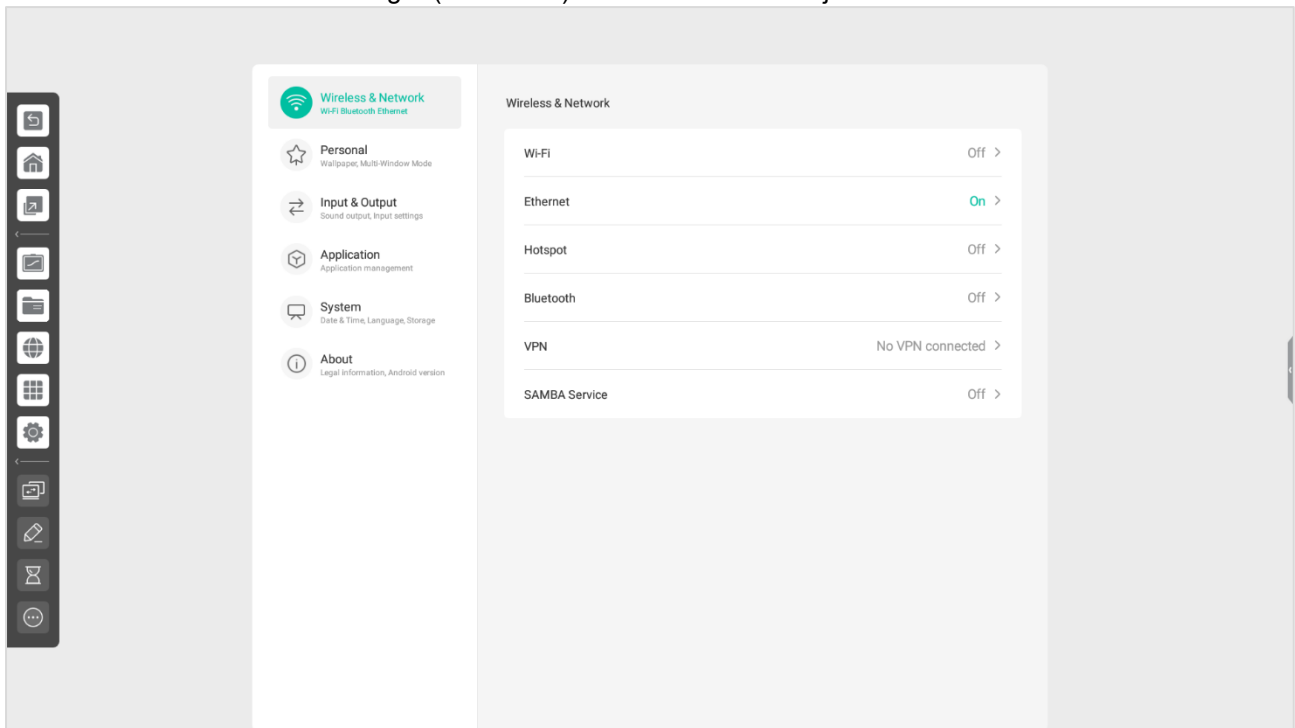 Wireless & Network
Wi-Fi Bluetooth Ethernet
Personal
Wallpaper, Multi-Window Mode
Input & Output
Sound output, Input settings
Application
Application management
System
Date & Time, Language, Storage
About
Legal information, Android version
Wireless & Network
Wi-Fi Off
Ethernet On
Hotspot Off
Bluetooth Off
VPN No VPN connected
SAMBA Service Off